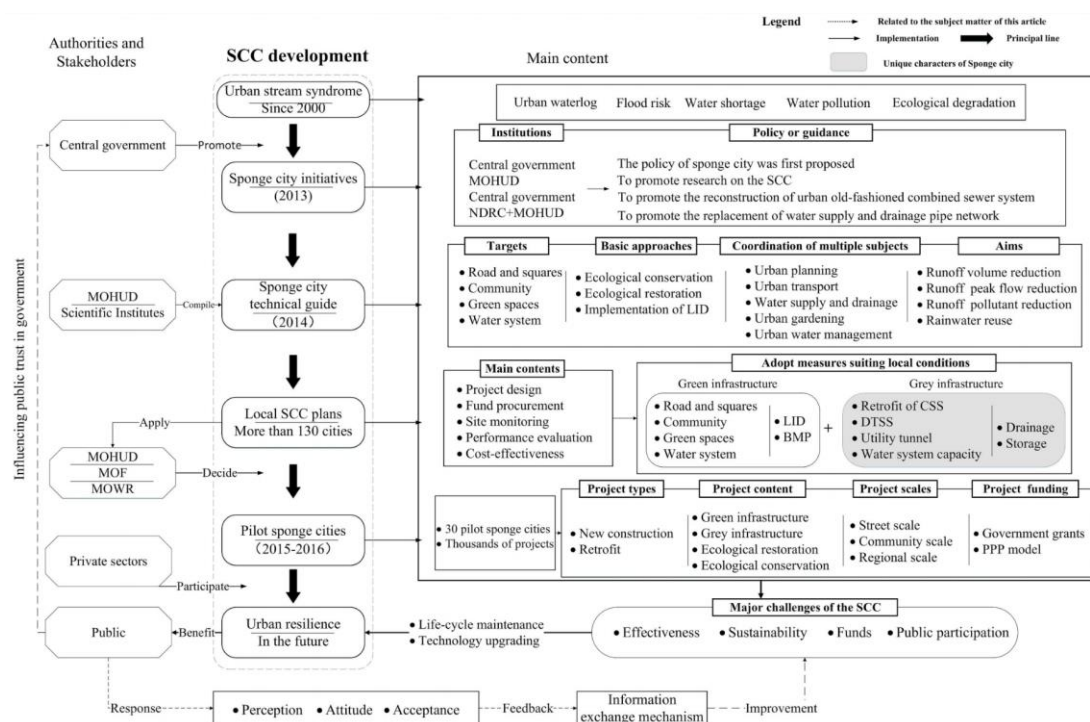 Legend
Related to the subject matter of this article
Implementation
Principal line
Unique characters of Sponge city
Authorities and
Stakeholders
SCC development
Main content
Urban stream syndrome
Since 2000
Urban waterlog Flood risk Water shortage Water pollution Ecological degradation
Central government
Promote
Sponge city initiatives
(2013)
Institutions
Policy or guidance
Central government
MOHUD
Central government
NDRC+MOHUD
The policy of sponge city was first proposed
To promote research on the SCC
To promote the reconstruction of urban old-fashioned combined sewer system
To promote the replacement of water supply and drainage pipe network
MOHUD
Scientific Institutes
Compile
Sponge city
technical guide
(2014)
Targets
● Road and squares
● Community
● Green spaces
● Water system
Basic approaches
● Ecological conservation
● Ecological restoration
● Implementation of LID
Coordination of multiple subjects
● Urban planning
● Urban transport
● Water supply and drainage
● Urban gardening
● Urban water management
Aims
● Runoff volume reduction
● Runoff peak flow reduction
● Runoff pollutant reduction
● Rainwater reuse
Influencing public trust in government
Apply
Local SCC plans
More than 130 cities
MOHUD
MOF
MOWR
Decide
Main contents
● Project design
● Fund procurement
● Site monitoring
● Performance evaluation
● Cost-effectiveness
Adopt measures suiting local conditions
Green infrastructure
● Road and squares
● Community
● Green spaces
● Water system
● LID
● BMP
+
Grey infrastructure
● Retrofit of CSS
● DTSS
● Utility tunnel
● Water system capacity
● Drainage
● Storage
Pilot sponge cities
(2015-2016)
● 30 pilot sponge cities
● Thousands of projects
Project types
● New construction
● Retrofit
Project content
● Green infrastructure
● Grey infrastructure
● Ecological restoration
● Ecological conservation
Project scales
● Street scale
● Community scale
● Regional scale
Project funding
● Government grants
● PPP model
Private sectors
Participate
Public
Benefit
Urban resilience
In the future
● Life-cycle maintenance
● Technology upgrading
Major challenges of the SCC
● Effectiveness ● Sustainability ● Funds ● Public participation
Response
● Perception ● Attitude ● Acceptance
Feedback
Information
exchange mechanism
Improvement